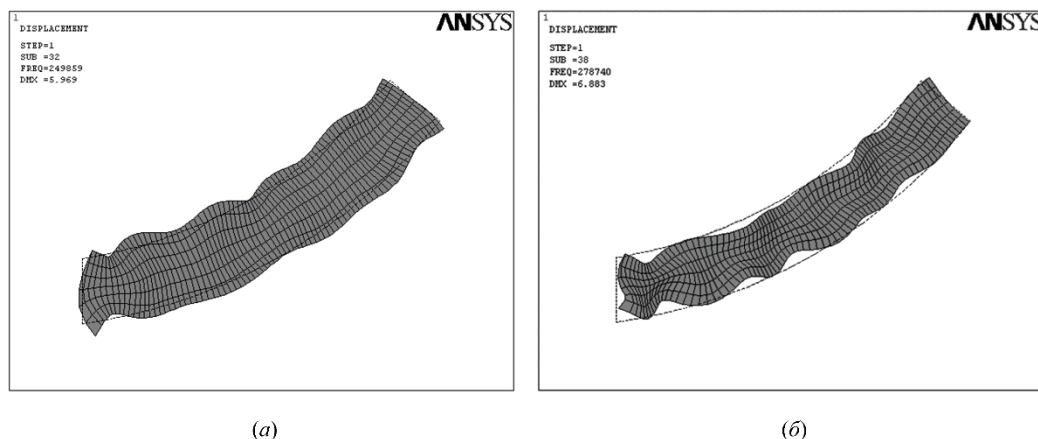 1
ANSYS
DISPLACEMENT
STEP=1
SUB =32
FREQ=249859
DMX =5.969
1
ANSYS
DISPLACEMENT
STEP=1
SUB =38
FREQ=278740
DMX =6.883
(а)
(б)